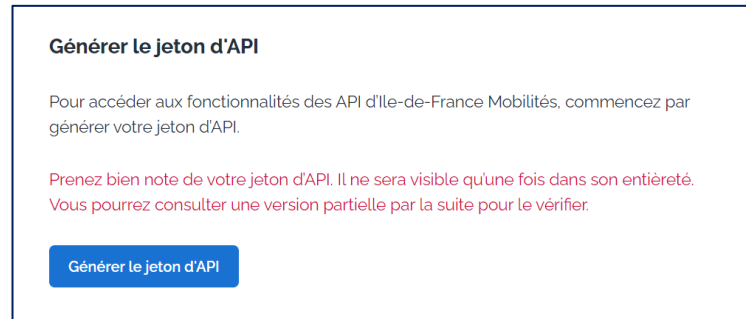 Générer le jeton d'API
Pour accéder aux fonctionnalités des API d'Ile-de-France Mobilités, commencez par
générer votre jeton d'API.
Prenez bien note de votre jeton d'API. Il ne sera visible qu'une fois dans son entièreté.
Vous pourrez consulter une version partielle par la suite pour le vérifier.
Générer le jeton d'API